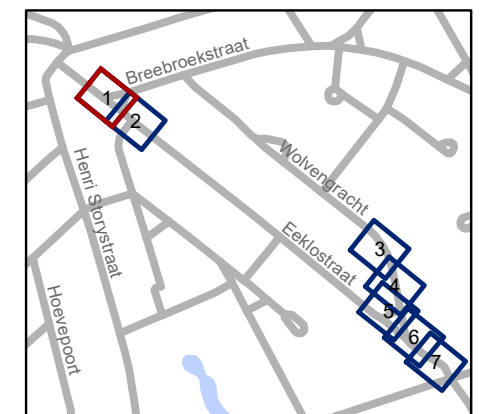 Breebroekstraat
1
2
Wolvengracht
Henri Storystraat
Eeklostraat
3
4
5
Hoevepoort
6
7